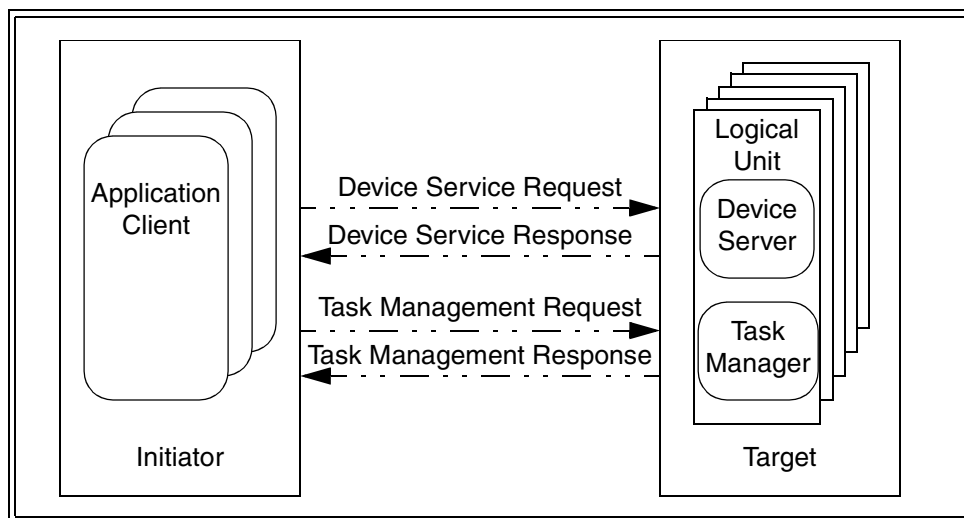 Application
Client
Initiator
Device Service Request
Device Service Response
Task Management Request
Task Management Response
Logical
Unit
Device
Server
Task
Manager
Target